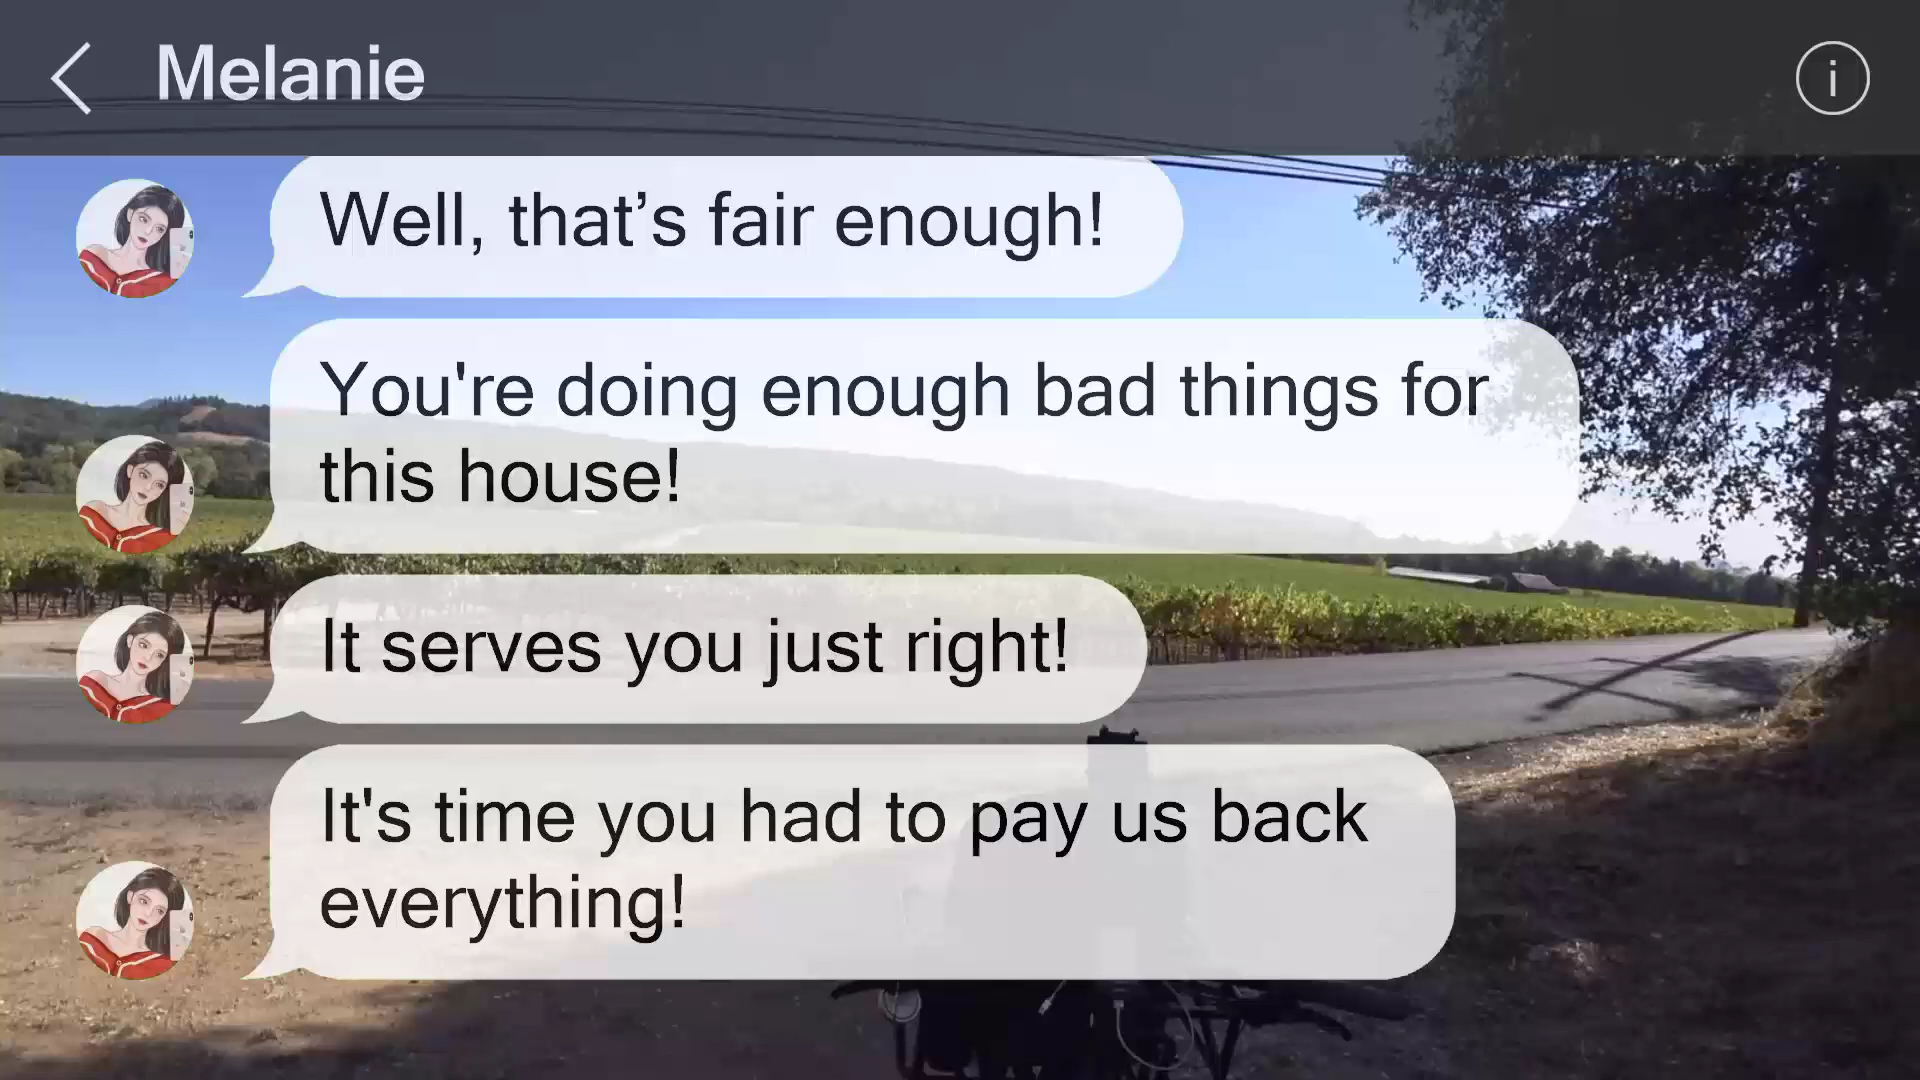 Melanie
Well, that’s fair enough!
You're doing enough bad things for
this house!
It serves you just right!
It's time you had to pay us back
everything!